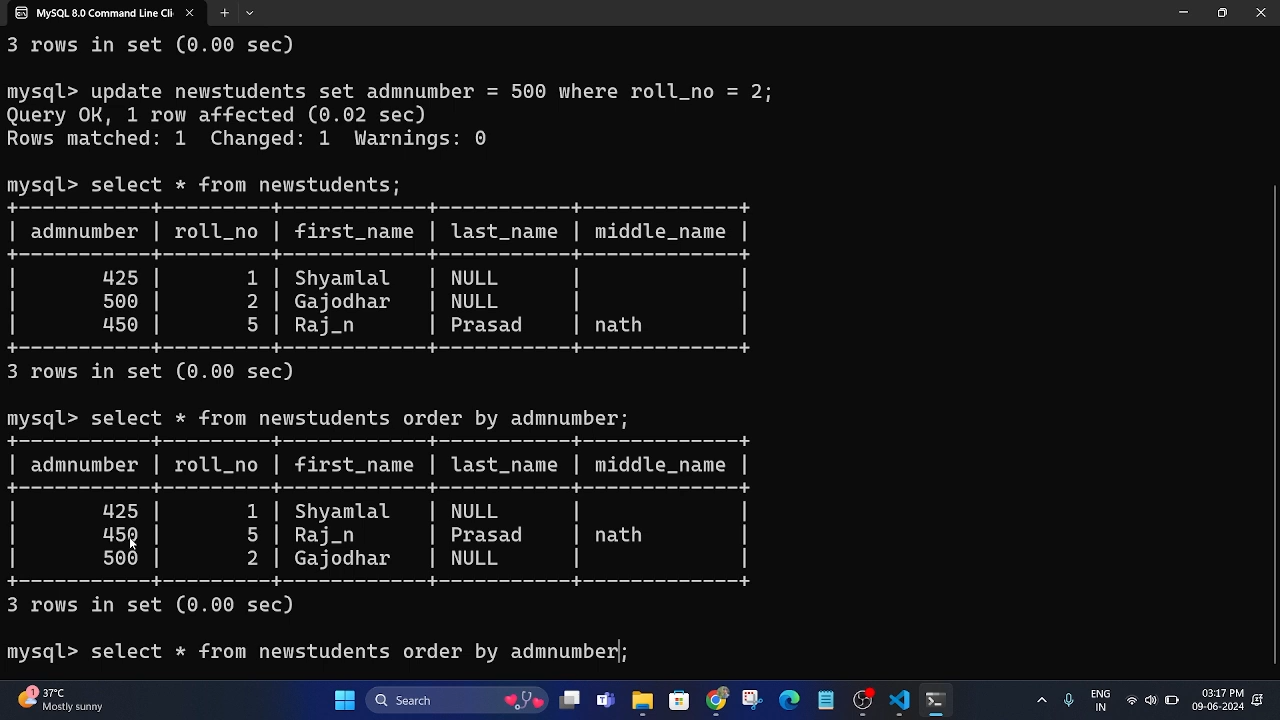 MySQL 8.0 Command Line Cli
3 rows in set (0.00 sec)
mysql> update newstudents set admnumber = 500 where roll_no = 2;
Query OK, 1 row affected (0.02 sec)
Rows matched: 1  Changed: 1  Warnings: 0
mysql> select * from newstudents;
+-----------+---------+------------+-----------+-------------+
| admnumber | roll_no | first_name | last_name | middle_name |
+-----------+---------+------------+-----------+-------------+
|       425 |       1 | Shyamlal   | NULL      |             |
|       500 |       2 | Gajodhar   | NULL      |             |
|       450 |       5 | Raj_n      | Prasad    | nath        |
+-----------+---------+------------+-----------+-------------+
3 rows in set (0.00 sec)
mysql> select * from newstudents order by admnumber;
+-----------+---------+------------+-----------+-------------+
| admnumber | roll_no | first_name | last_name | middle_name |
+-----------+---------+------------+-----------+-------------+
|       425 |       1 | Shyamlal   | NULL      |             |
|       450 |       5 | Raj_n      | Prasad    | nath        |
|       500 |       2 | Gajodhar   | NULL      |             |
+-----------+---------+------------+-----------+-------------+
3 rows in set (0.00 sec)
mysql> select * from newstudents order by admnumber;
1
37°C
Mostly sunny
Search
ENG
IN
03:17 PM
09-06-2024